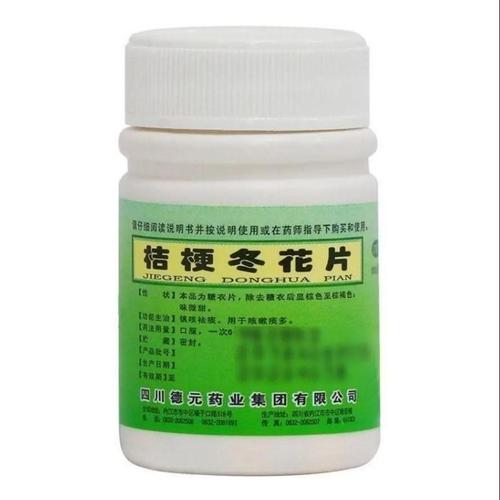 请仔细阅读说明书并按说明使用或在药师指导下购买和使用。
桔梗冬花片
JIEGENG DONGHUA PIAN
【性 状】本品为糖衣片，除去糖衣后显棕色至棕褐色；
味微甜。
【功能主治】镇咳祛痰。用于咳嗽痰多。
【用法用量】口服，一次6
【贮 藏】密封。
【产品批号】
【生产日期】
【有效期】至
四川德元药业集团有限公司